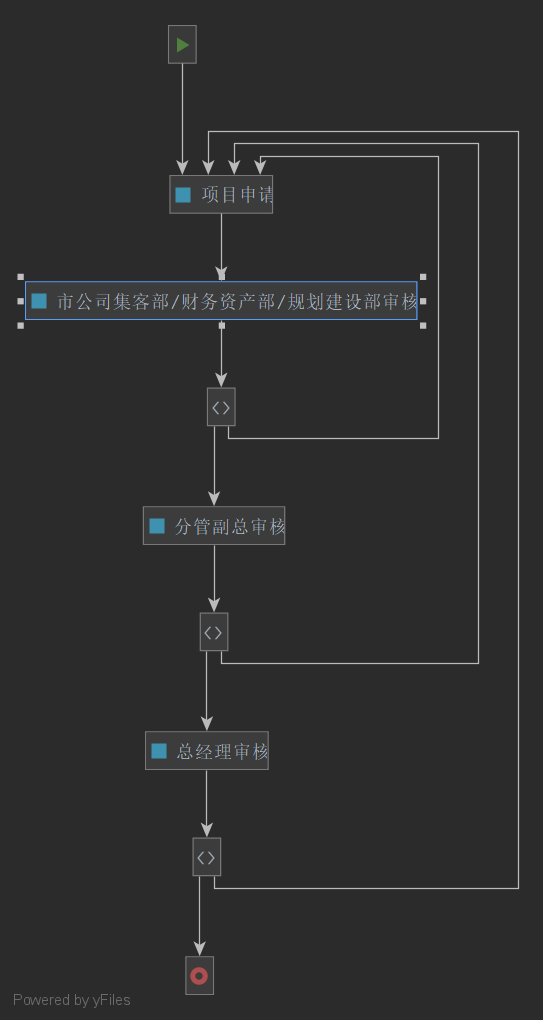 项目申请
市公司集客部/财务资产部/规划建设部审核
<>
分管副总审核
<>
总经理审核
<>
Powered by yFiles